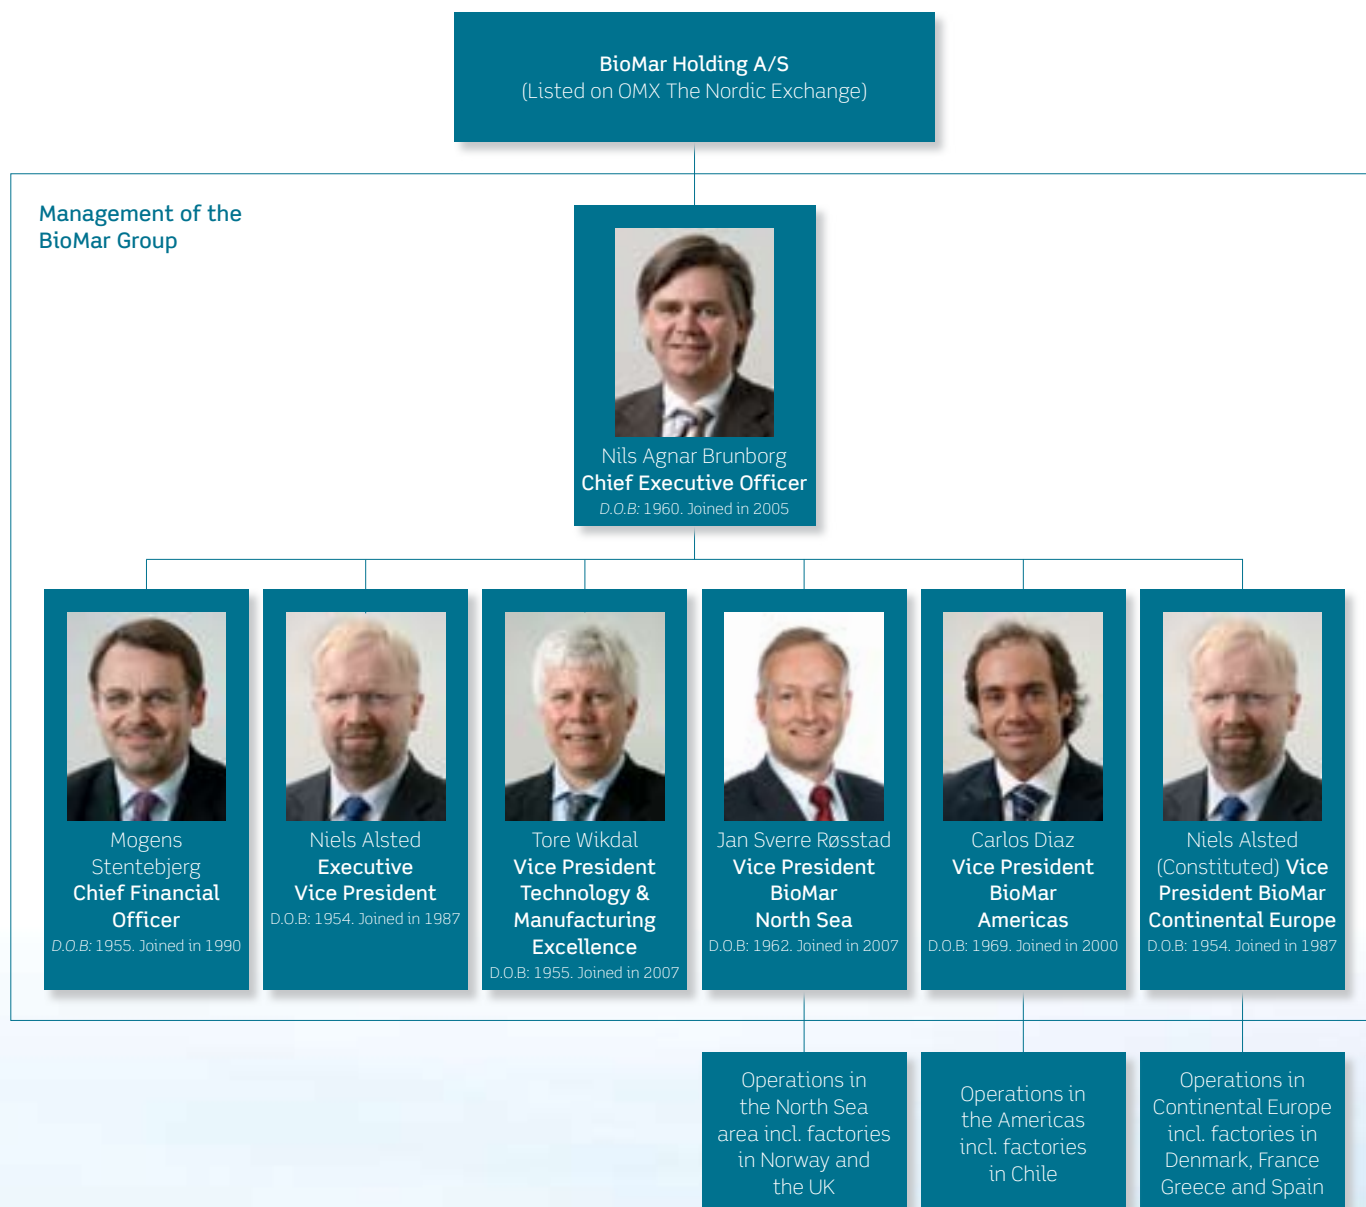 BioMar Holding A/S
(Listed on OMX The Nordic Exchange)
Management of the
BioMar Group
Nils Agnar Brunborg
Chief Executive Officer
D.O.B: 1960. Joined in 2005
Mogens
Stentebjerg
Chief Financial
Officer
D.O.B: 1955. Joined in 1990
Niels Alsted
Executive
Vice President
D.O.B: 1954. Joined in 1987
Tore Wikdal
Vice President
Technology &
Manufacturing
Excellence
D.O.B: 1955. Joined in 2007
Jan Sverre Røsstad
Vice President
BioMar
North Sea
D.O.B: 1962. Joined in 2007
Carlos Diaz
Vice President
BioMar
Americas
D.O.B: 1969. Joined in 2000
Niels Alsted
(Constituted) Vice
President BioMar
Continental Europe
D.O.B: 1954. Joined in 1987
Operations in
the North Sea
area incl. factories
in Norway and
the UK
Operations in
the Americas
incl. factories
in Chile
Operations in
Continental Europe
incl. factories in
Denmark, France
Greece and Spain